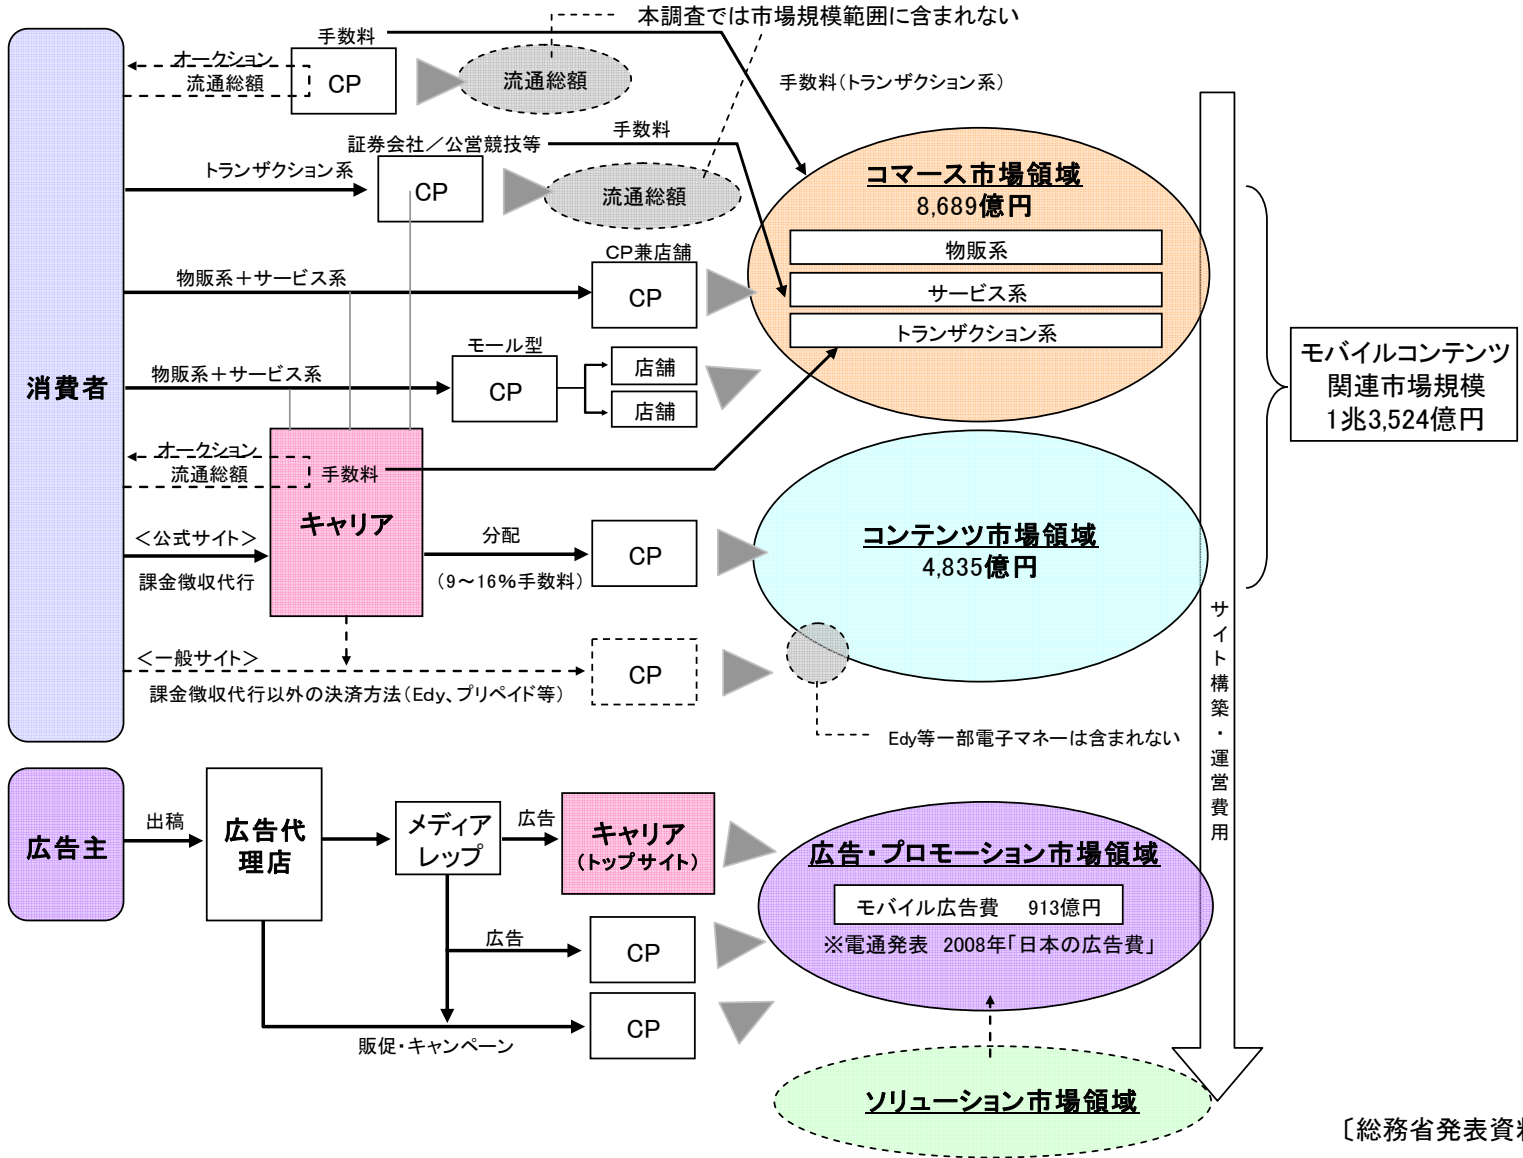 本調査では市場規模範囲に含まれない
手数料
オークション
流通総額
CP
流通総額
手数料(トランザクション系)
証券会社/公営競技等
手数料
トランザクション系
CP
流通総額
コマース市場領域
8,689億円
物販系
サービス系
トランザクション系
CP兼店舗
物販系+サービス系
CP
モール型
物販系+サービス系
CP
店舗
店舗
消費者
モバイルコンテンツ
関連市場規模
1兆3,524億円
オークション
流通総額
手数料
キャリア
<公式サイト>
課金徴収代行
分配
(9~16%手数料)
CP
コンテンツ市場領域
4,835億円
<一般サイト>
課金徴収代行以外の決済方法(Edy、プリペイド等)
CP
Edy等一部電子マネーは含まれない
サイト構築・運営費用
広告主
出稿
広告代
理店
メディア
レップ
広告
キャリア
(トップサイト)
広告・プロモーション市場領域
モバイル広告費 913億円
※電通発表 2008年「日本の広告費」
広告
CP
CP
販促・キャンペーン
ソリューション市場領域
〔総務省発表資